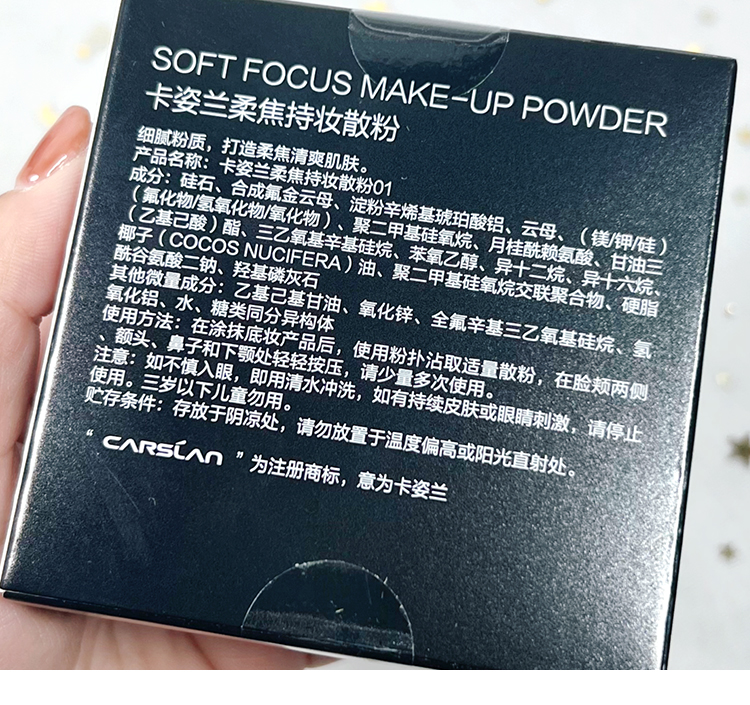 SOFT FOCUS MAKE-UP POWDER
卡姿兰柔焦持妆散粉
细腻粉质，打造柔焦清爽肌肤。
产品名称：卡姿兰柔焦持妆散粉01
成分：硅石、合成氟金云母、淀粉辛烯基琥珀酸铝、云母、（镁/钾/硅）
（氟化物/氢氧化物/氧化物）、聚二甲基硅氧烷、月桂酰赖氨酸、甘油三
（乙基己酸）酯、三乙氧基辛基硅烷、苯氧乙醇、异十二烷、异十六烷、
椰子（COCOS NUCIFERA）油、聚二甲基硅氧烷交联聚合物、硬脂
酰谷氨酸二钠、羟基磷灰石
其他微量成分：乙基己基甘油、氧化锌、全氟辛基三乙氧基硅烷、氢
氧化铝、水、糖类同分异构体
使用方法：在涂抹底妆产品后，使用粉扑沾取适量散粉，在脸颊两侧
、额头、鼻子和下颚处轻轻按压，请少量多次使用。
注意：如不慎入眼，即用清水冲洗，如有持续皮肤或眼睛刺激，请停止
使用。三岁以下儿童勿用。
贮存条件：存放于阴凉处，请勿放置于温度偏高或阳光直射处。
“ CARSLAN ”为注册商标，意为卡姿兰